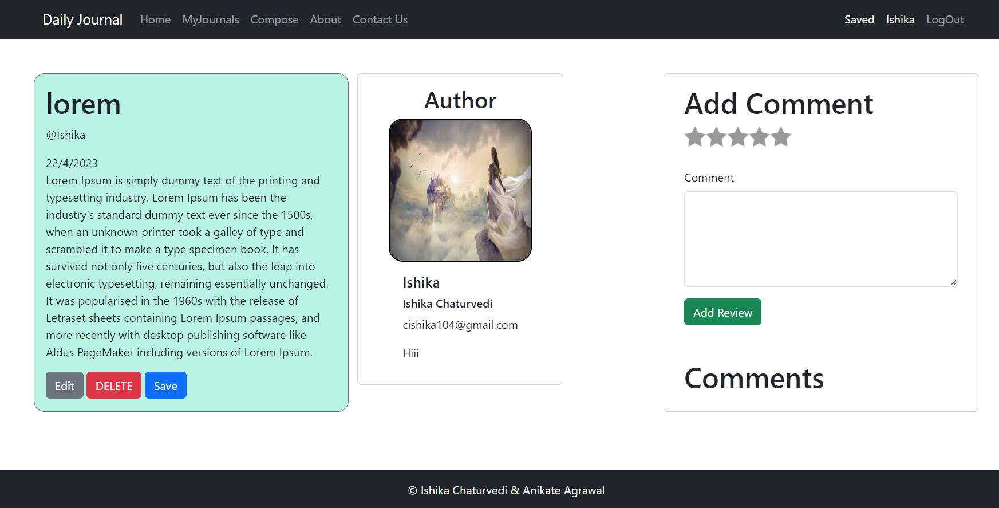 Daily Journal Home MyJournals Compose About Contact Us Saved Ishika LogOut
lorem
@Ishika
22/4/2023
Lorem Ipsum is simply dummy text of the printing and
typesetting industry. Lorem Ipsum has been the
industry's standard dummy text ever since the 1500s,
when an unknown printer took a galley of type and
scrambled it to make a type specimen book. It has
survived not only five centuries, but also the leap into
electronic typesetting, remaining essentially unchanged.
It was popularised in the 1960s with the release of
Letraset sheets containing Lorem Ipsum passages, and
more recently with desktop publishing software like
Aldus PageMaker including versions of Lorem Ipsum.
Edit DELETE Save
Author
Ishika
Ishika Chaturvedi
cishika104@gmail.com
Hiii
Add Comment
Comment
Add Review
Comments
© Ishika Chaturvedi & Anikate Agrawal